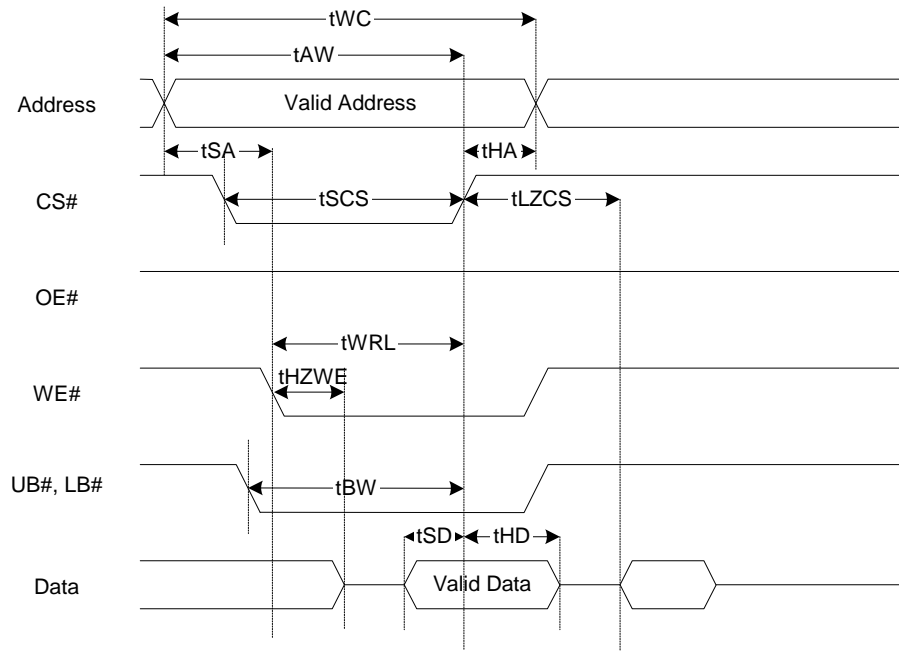 tWC
tAW
Address
Valid Address
tSA
tHA
CS#
tSCS
tLZCS
OE#
tWRL
tHZWE
WE#
UB#, LB#
tBW
tSD
tHD
Data
Valid Data